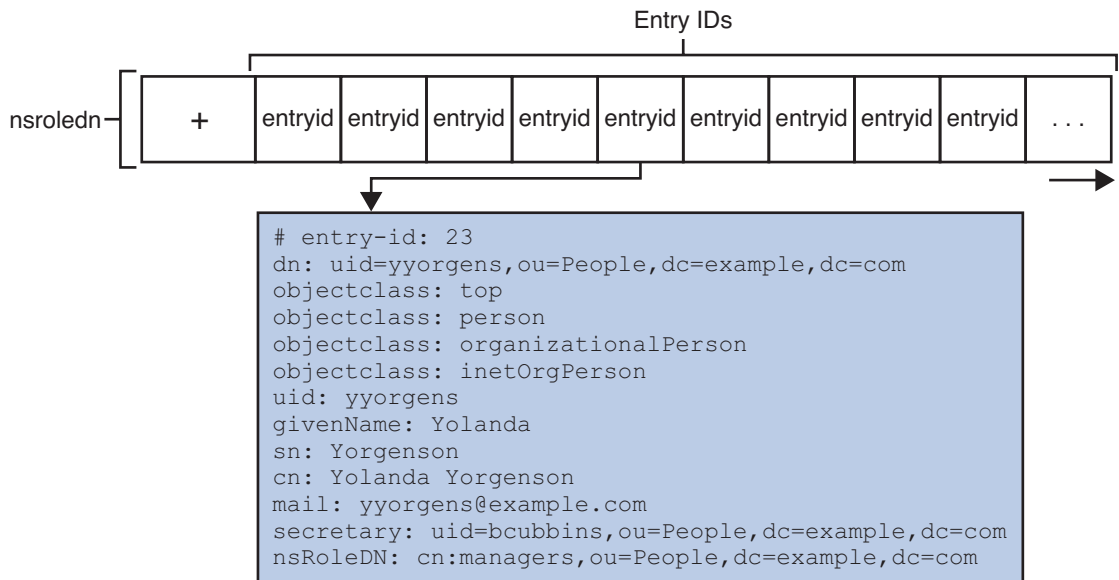 Entry IDs
nsroledn + entryid entryid entryid entryid entryid entryid entryid entryid entryid . . .
# entry-id: 23
dn: uid=yyorgens,ou=People,dc=example,dc=com
objectclass: top
objectclass: person
objectclass: organizationalPerson
objectclass: inetOrgPerson
uid: yyorgens
givenName: Yolanda
sn: Yorgenson
cn: Yolanda Yorgenson
mail: yyorgens@example.com
secretary: uid=bcubbins,ou=People,dc=example,dc=com
nsRoleDN: cn:managers,ou=People,dc=example,dc=com